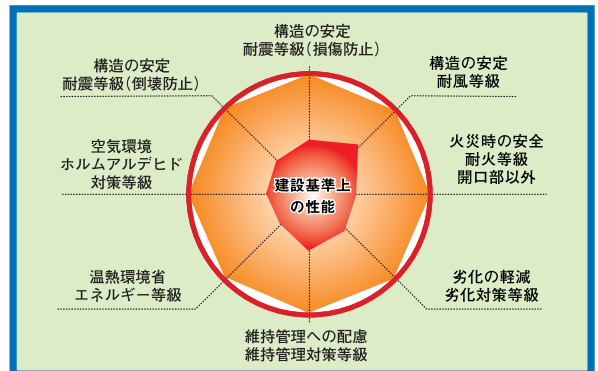 構造の安定
耐震等級(損傷防止)
構造の安定
耐風等級
火災時の安全
耐火等級
開口部以外
劣化の軽減
劣化対策等級
維持管理への配慮
維持管理対策等級
温熱環境省
エネルギー等級
空気環境
ホルムアルデヒド
対策等級
構造の安定
耐震等級(倒壊防止)
建設基準上
の性能